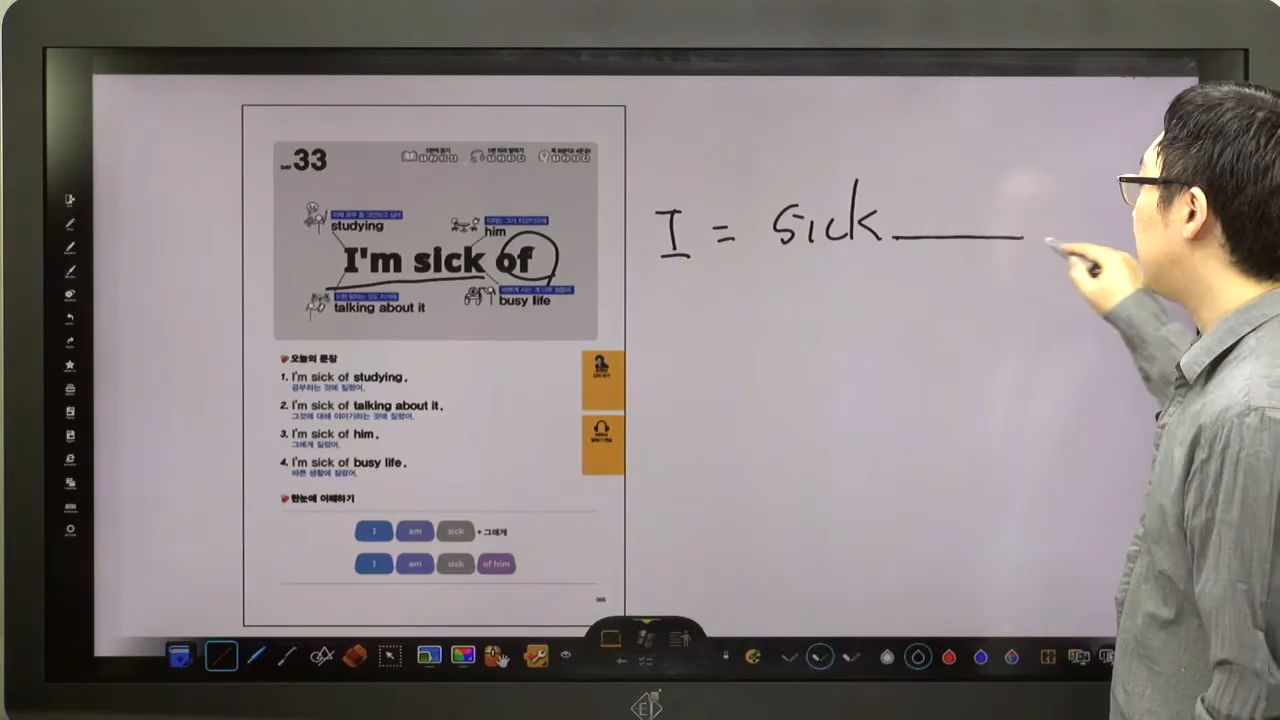 DAY 33
studying
him
I'm sick of
talking about it
busy life
오늘의 문장
1. I'm sick of studying.
공부하는 것에 질렸어.
2. I'm sick of talking about it.
그것에 대해 이야기하는 것에 질렸어.
3. I'm sick of him.
그에게 질렸어.
4. I'm sick of busy life.
바쁜 생활에 질렸어.
한눈에 이해하기
I am sick + 그에게
I am sick of him
I = sick